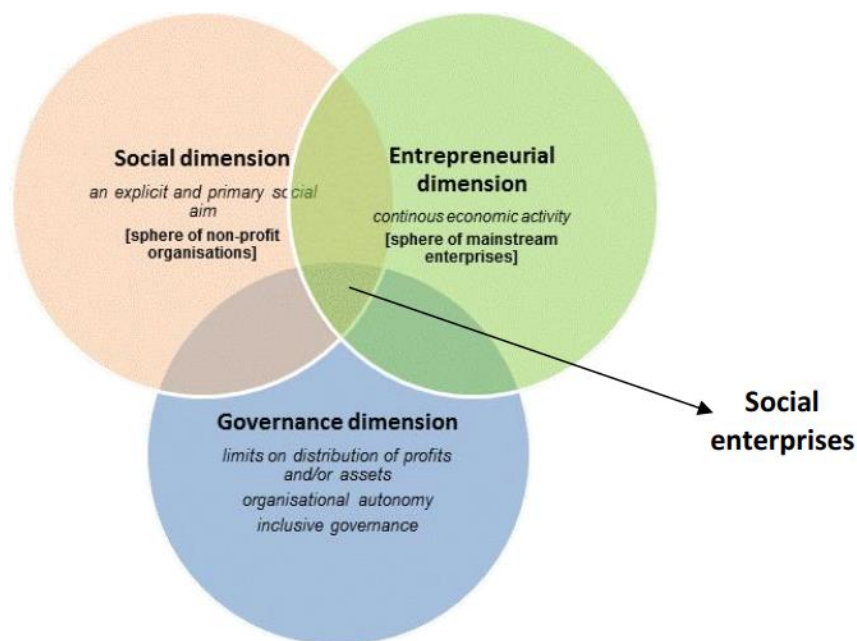 Social dimension
an explicit and primary social
aim
[sphere of non-profit
organisations]
Entrepreneurial
dimension
continous economic activity
[sphere of mainstream
enterprises]
Governance dimension
limits on distribution of profits
and/or assets
organisational autonomy
inclusive governance
Social
enterprises